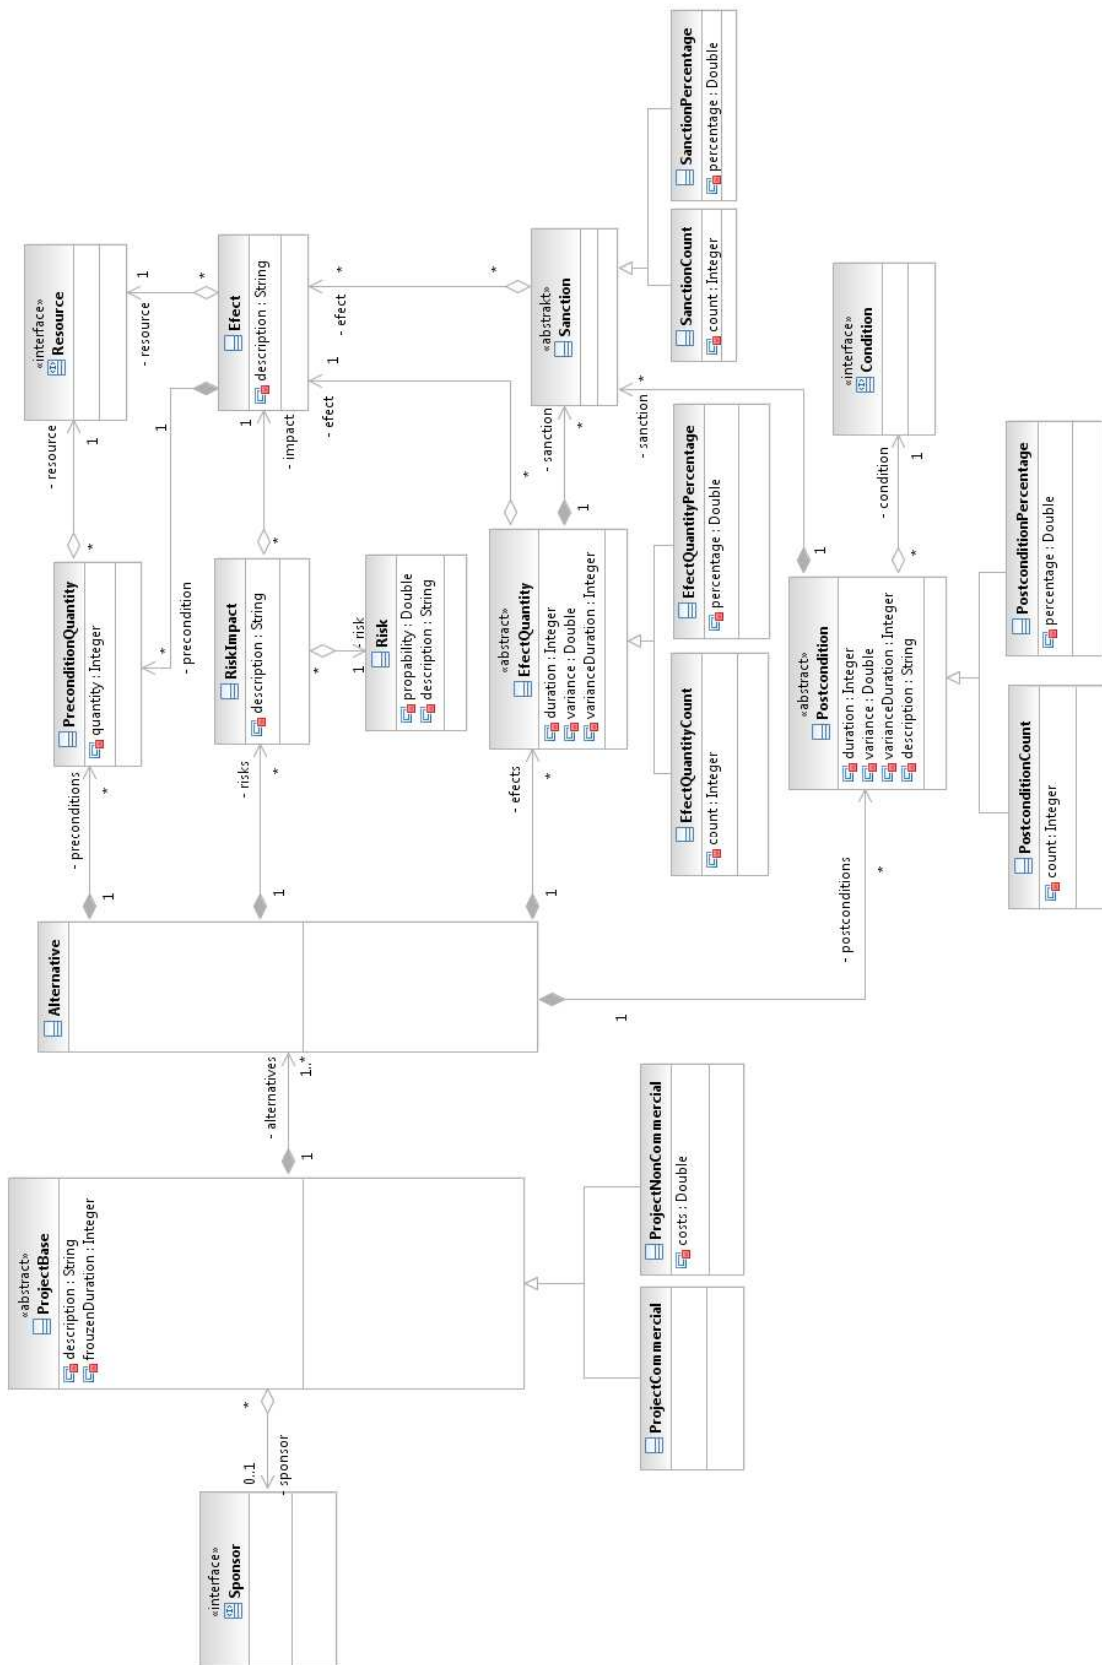 «interface»
Sponsor
0..1
- sponsor
*
«abstract»
ProjectBase
description : String
frouzenDuration : Integer
ProjectCommercial
ProjectNonCommercial
costs : Double
1
- alternatives
1..*
Alternative
1
- preconditions
*
1
- risks
*
1
- efects
*
1
- postconditions
*
PreconditionQuantity
quantity : Integer
*
- resource
1
«interface»
Resource
- precondition
*
1
- resource
1
*
RiskImpact
description : String
*
- impact
1
Efect
description : String
*
1
- risk
Risk
propability : Double
description : String
«abstract»
EfectQuantity
duration : Integer
variance : Double
varianceDuration : Integer
*
- efect
1
- efect
*
*
1
- sanction
*
«abstrakt»
Sanction
SanctionCount
count : Integer
SanctionPercentage
percentage : Double
EfectQuantityCount
count : Integer
EfectQuantityPercentage
percentage : Double
«abstract»
Postcondition
duration : Integer
variance : Double
varianceDuration : Integer
description : String
1
- sanction
*
*
- condition
1
«interface»
Condition
PostconditionCount
count : Integer
PostconditionPercentage
percentage : Double